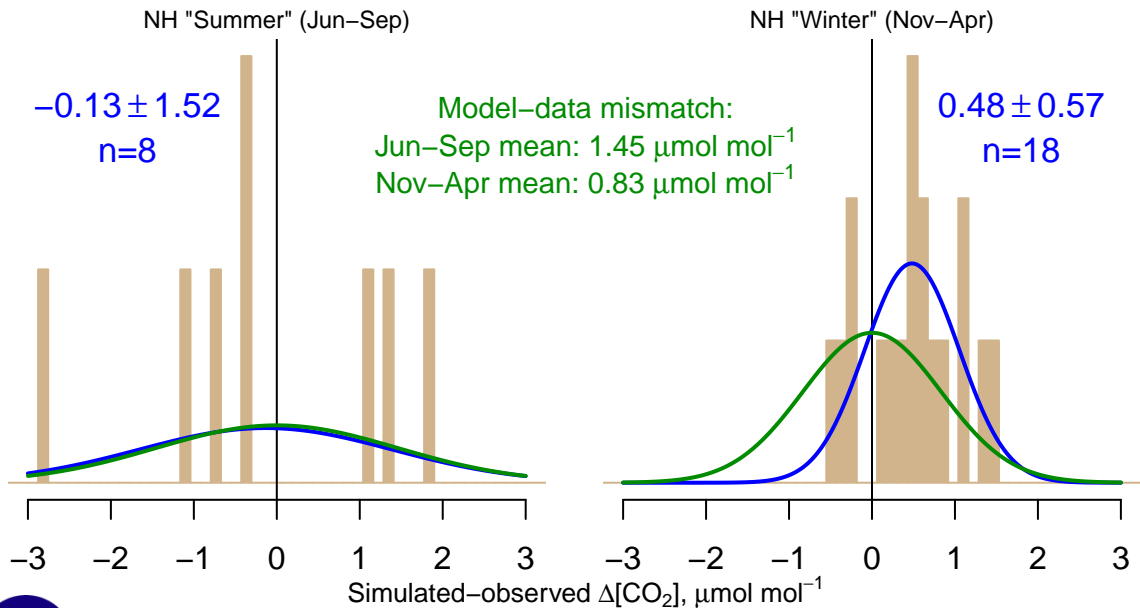 NH "Summer" (Jun−Sep)
NH "Winter" (Nov−Apr)
−0.13 ± 1.52
n=8
Model−data mismatch:
Jun−Sep mean: 1.45 μmol mol⁻¹
Nov−Apr mean: 0.83 μmol mol⁻¹
0.48 ± 0.57
n=18
−3 −2 −1 0 1 2 3
−3 −2 −1 0 1 2 3
Simulated−observed Δ[CO₂], μmol mol⁻¹